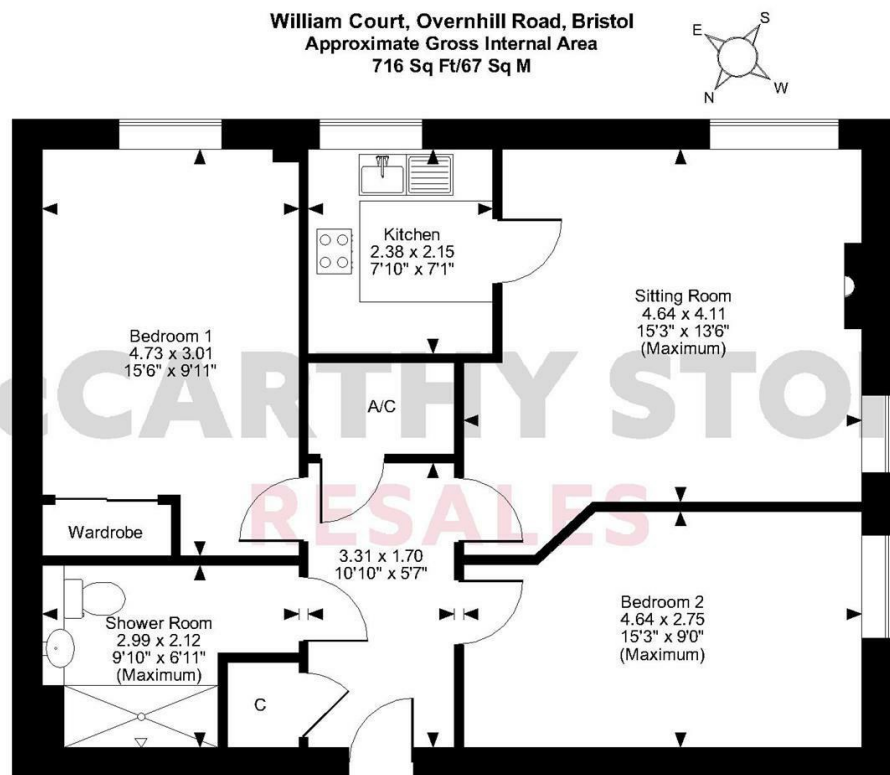 William Court, Overnhill Road, Bristol
Approximate Gross Internal Area
716 Sq Ft/67 Sq M
E
S
N
W
Kitchen
2.38 x 2.15
7'10" x 7'1"
Sitting Room
4.64 x 4.11
15'3" x 13'6"
(Maximum)
Bedroom 1
4.73 x 3.01
15'6" x 9'11"
A/C
McCARTHY STO
RESALES
Wardrobe
3.31 x 1.70
10'10" x 5'7"
Shower Room
2.99 x 2.12
9'10" x 6'11"
(Maximum)
Bedroom 2
4.64 x 2.75
15'3" x 9'0"
(Maximum)
C